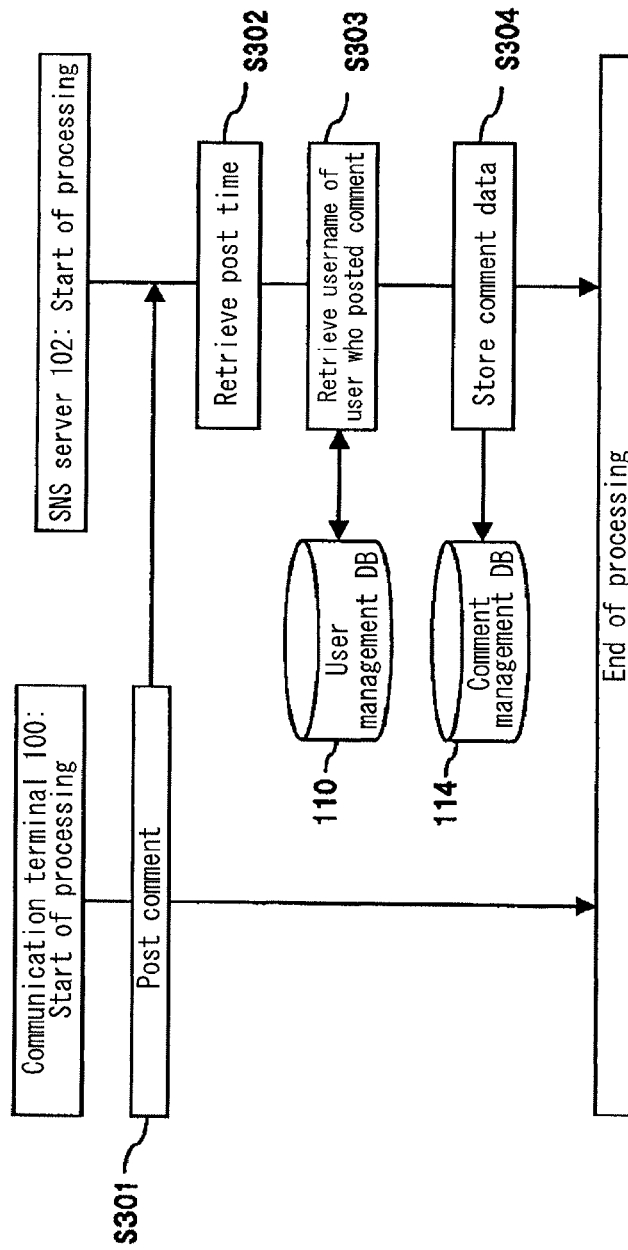 Communication terminal 100:
Start of processing
SNS server 102: Start of processing
S301
Post comment
Retrieve post time
S302
110
User
management DB
Retrieve username of
user who posted comment
S303
114
Comment
management DB
Store comment data
S304
End of processing